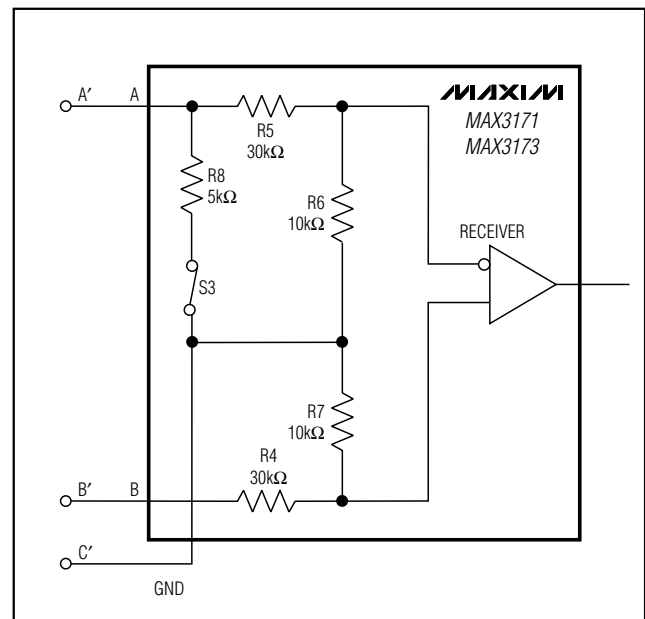 MAXIM
MAX3171
MAX3173
A′
A
R5
30kΩ
R8
5kΩ
R6
10kΩ
RECEIVER
S3
R7
10kΩ
R4
30kΩ
B′
B
C′
GND